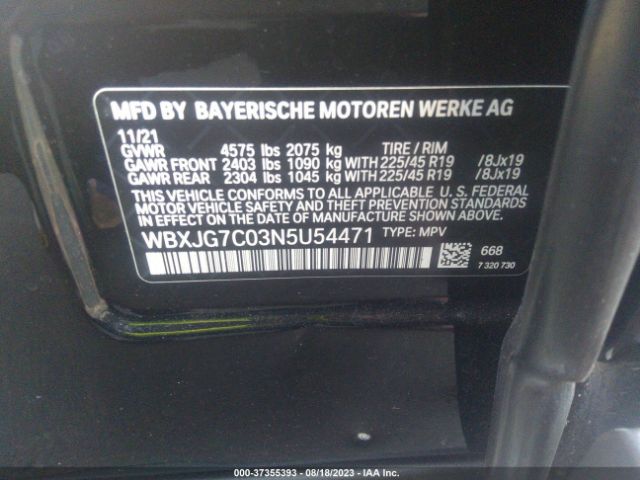 MFD BY BAYERISCHE MOTOREN WERKE AG
11/21
GVWR 4575 lbs 2075 kg TIRE / RIM
GAWR FRONT 2403 lbs 1090 kg WITH 225/45 R19 /8Jx19
GAWR REAR 2304 lbs 1045 kg WITH 225/45 R19 /8Jx19
THIS VEHICLE CONFORMS TO ALL APPLICABLE U. S. FEDERAL
MOTOR VEHICLE SAFETY AND THEFT PREVENTION STANDARDS
IN EFFECT ON THE DATE OF MANUFACTURE SHOWN ABOVE.
WBXJG7C03N5U54471 TYPE: MPV
668
7 320 730
000-37355393 - 08/18/2023 - IAA Inc.